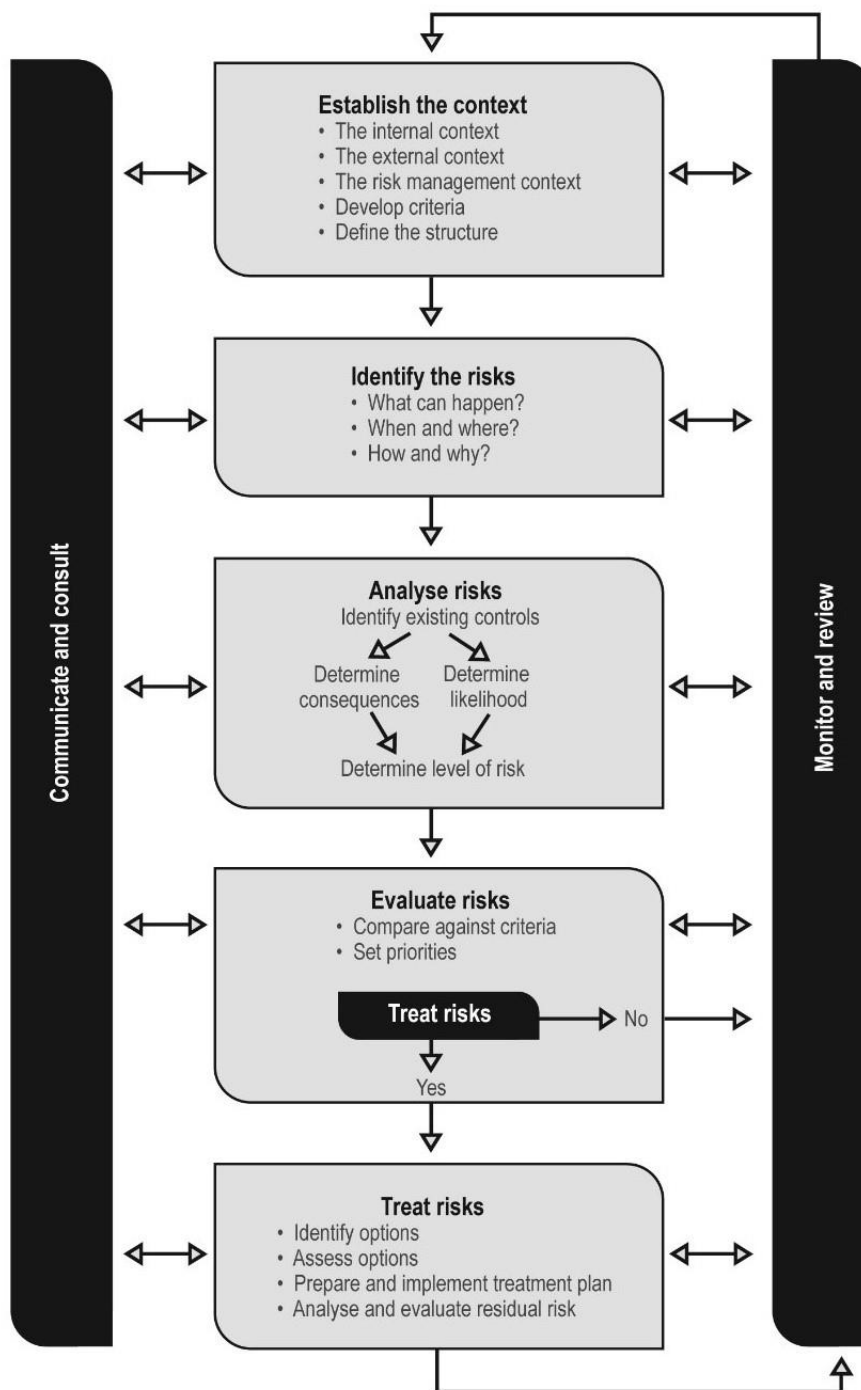 Communicate and consult
Establish the context
• The internal context
• The external context
• The risk management context
• Develop criteria
• Define the structure
Identify the risks
• What can happen?
• When and where?
• How and why?
Analyse risks
Identify existing controls
Determine
consequences
Determine
likelihood
Determine level of risk
Evaluate risks
• Compare against criteria
• Set priorities
Treat risks
No
Yes
Treat risks
• Identify options
• Assess options
• Prepare and implement treatment plan
• Analyse and evaluate residual risk
Monitor and review